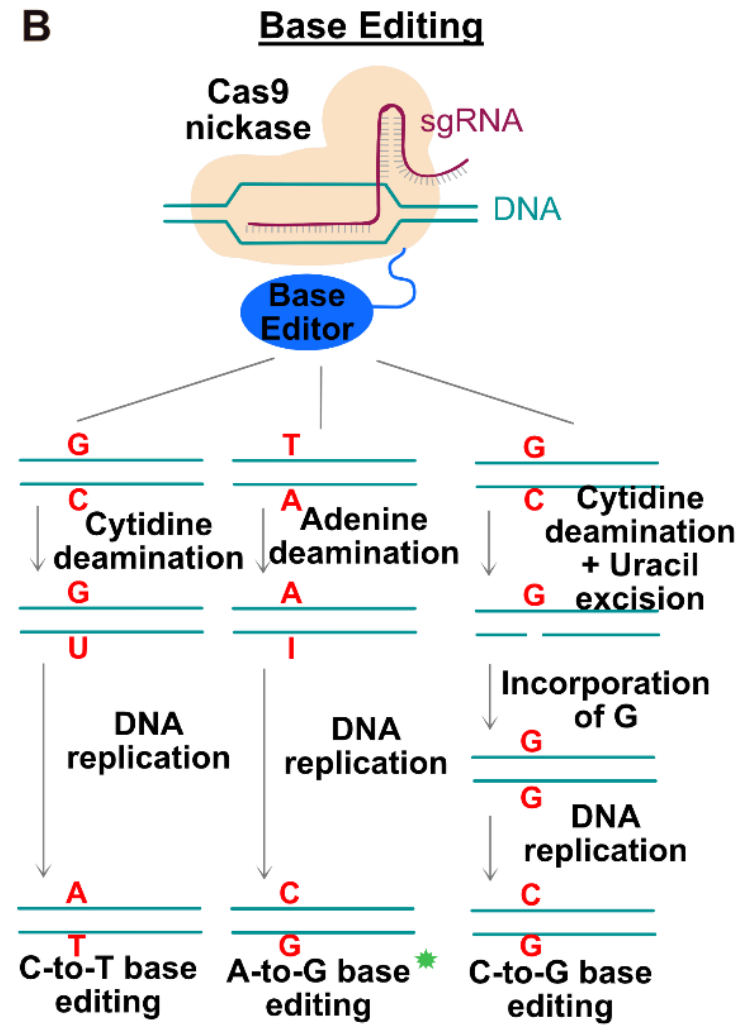 B
Base Editing
Cas9
nickase
sgRNA
DNA
Base
Editor
G
C
Cytidine
deamination
G
U
DNA
replication
A
T
C-to-T base
editing
T
A
Adenine
deamination
A
I
DNA
replication
C
G
A-to-G base
editing
G
C
Cytidine
deamination
+ Uracil
excision
G
Incorporation
of G
G
G
DNA
replication
C
G
C-to-G base
editing